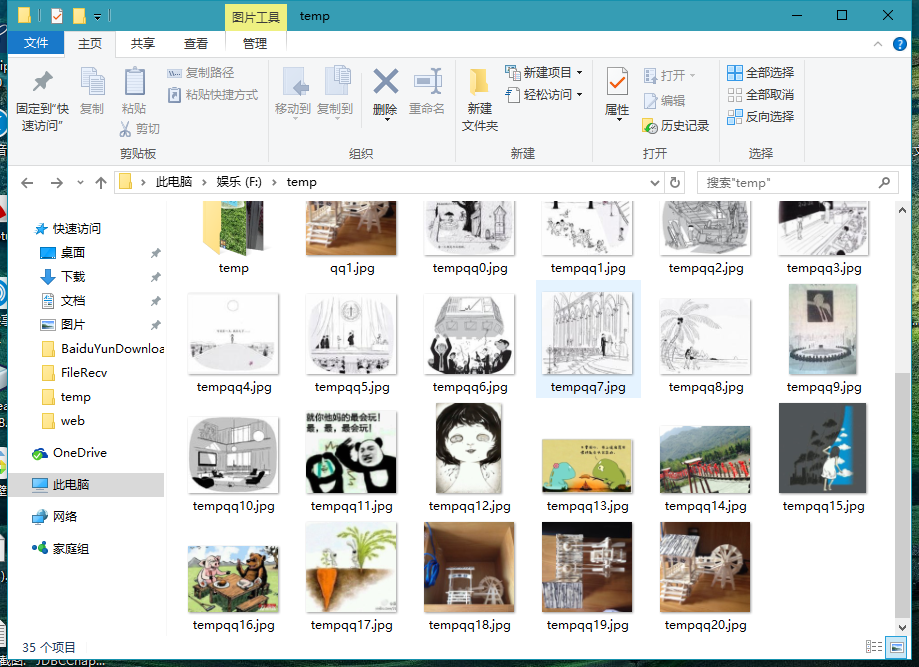 图片工具 temp
文件 主页 共享 查看 管理
固定到“快速访问”
复制
粘贴
剪切
复制路径
粘贴快捷方式
剪贴板
移动到
复制到
删除
重命名
组织
新建文件夹
新建项目
轻松访问
新建
属性
打开
编辑
历史记录
打开
全部选择
全部取消
反向选择
选择
此电脑 娱乐 (F:) temp
搜索"temp"
快速访问
桌面
下载
文档
图片
BaiduYunDownloa
FileRecv
temp
web
OneDrive
此电脑
网络
家庭组
temp qq1.jpg tempqq0.jpg tempqq1.jpg tempqq2.jpg tempqq3.jpg
tempqq4.jpg tempqq5.jpg tempqq6.jpg tempqq7.jpg tempqq8.jpg tempqq9.jpg
就你他妈的最会玩!
最,最,最会玩!
tempqq10.jpg tempqq11.jpg tempqq12.jpg tempqq13.jpg tempqq14.jpg tempqq15.jpg
tempqq16.jpg tempqq17.jpg tempqq18.jpg tempqq19.jpg tempqq20.jpg
35 个项目
截图: JDBCChap...